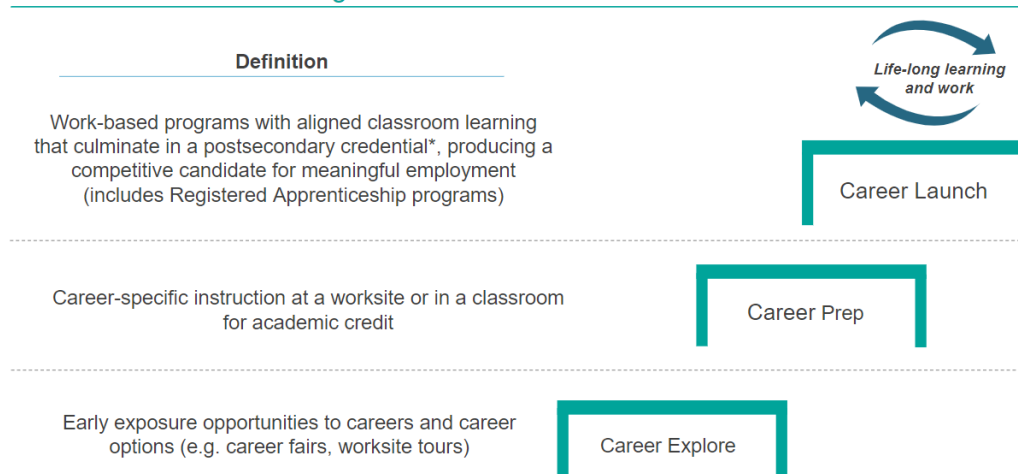 Definition
Life-long learning
and work
Work-based programs with aligned classroom learning
that culminate in a postsecondary credential*, producing a
competitive candidate for meaningful employment
(includes Registered Apprenticeship programs)
Career Launch
Career-specific instruction at a worksite or in a classroom
for academic credit
Career Prep
Early exposure opportunities to careers and career
options (e.g. career fairs, worksite tours)
Career Explore